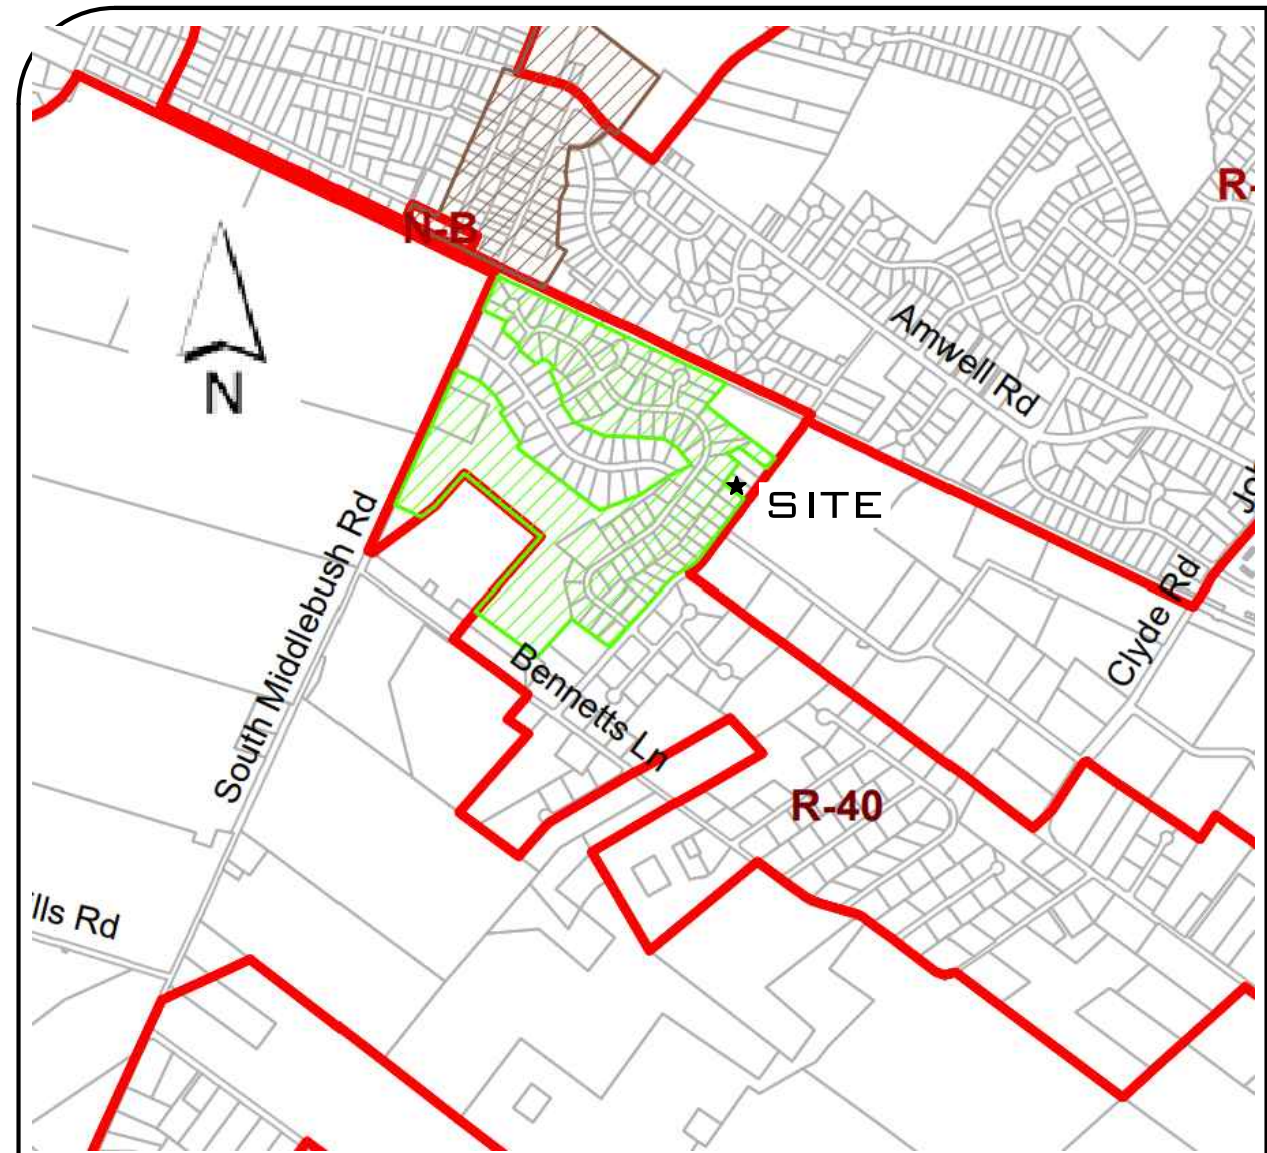 R-
N-B
Amwell Rd
N
SITE
South Middlebush Rd
Clyde Rd
Bennetts Ln
R-40
lls Rd